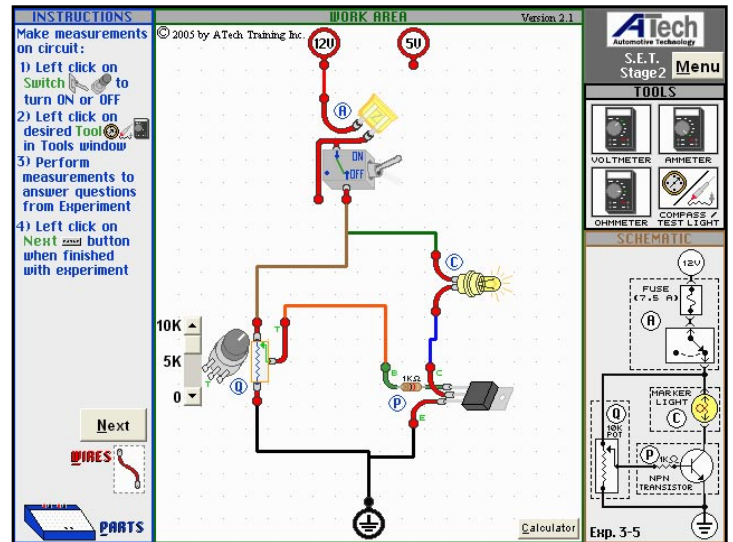 INSTRUCTIONS
Make measurements
on circuit:
1) Left click on
Switch to
turn ON or OFF
2) Left click on
desired Tool
in Tools window
3) Perform
measurements to
answer questions
from Experiment
4) Left click on
Next button
when finished
with experiment
Next
WIRES
PARTS
WORK AREA
Version 2.1
© 2005 by ATech Training Inc.
12V
5V
A
ON
OFF
C
10K
5K
0
T
T
Q
B
1KΩ
C
P
E
Calculator
ATech
Automotive Technology
S.E.T.
Stage2
Menu
TOOLS
VOLTMETER
AMMETER
OHMMETER
COMPASS /
TEST LIGHT
SCHEMATIC
12V
FUSE
(7.5 A)
A
MARKER
LIGHT
C
Q
10K
POT
P
1KΩ
NPN
TRANSISTOR
Exp. 3-5